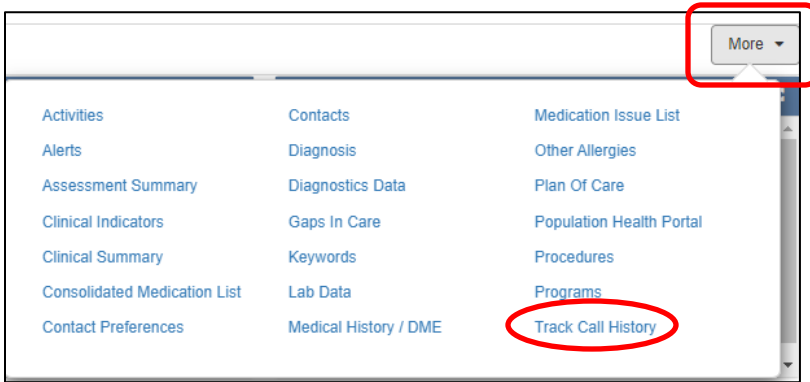 More
Activities
Contacts
Medication Issue List
Alerts
Diagnosis
Other Allergies
Assessment Summary
Diagnostics Data
Plan Of Care
Clinical Indicators
Gaps In Care
Population Health Portal
Clinical Summary
Keywords
Procedures
Consolidated Medication List
Lab Data
Programs
Contact Preferences
Medical History / DME
Track Call History